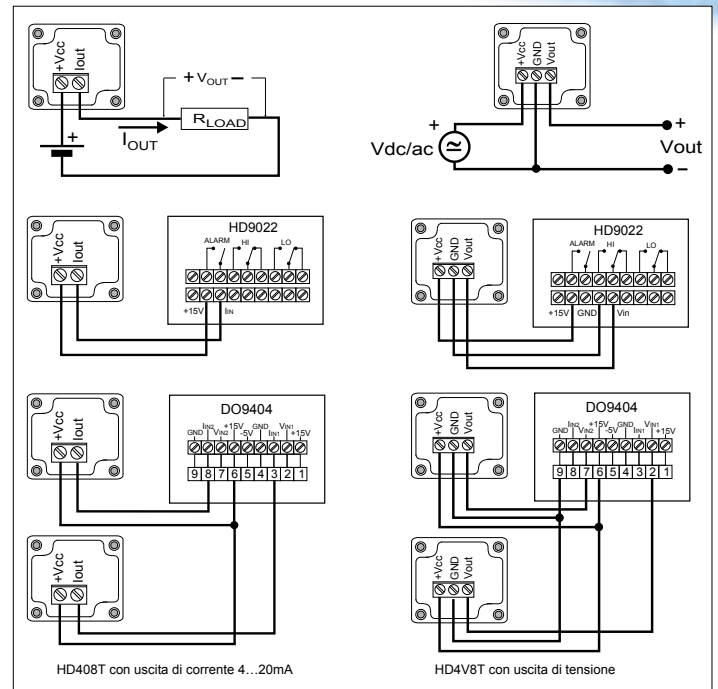 +Vcc
Iout
+ VOUT −
+
IOUT
RLOAD
+Vcc
GND
Vout
+
Vdc/ac
+
Vout
−
+Vcc
Iout
HD9022
ALARM HI LO
+15V IIN
+Vcc
GND
Vout
HD9022
ALARM HI LO
+15V GND Vin
+Vcc
Iout
DO9404
GND IIN2 VIN2 +15V -5V GND IIN1 VIN1 +15V
9 8 7 6 5 4 3 2 1
+Vcc
Iout
HD408T con uscita di corrente 4…20mA
+Vcc
GND
Vout
DO9404
GND IIN2 VIN2 +15V -5V GND IIN1 VIN1 +15V
9 8 7 6 5 4 3 2 1
+Vcc
GND
Vout
HD4V8T con uscita di tensione